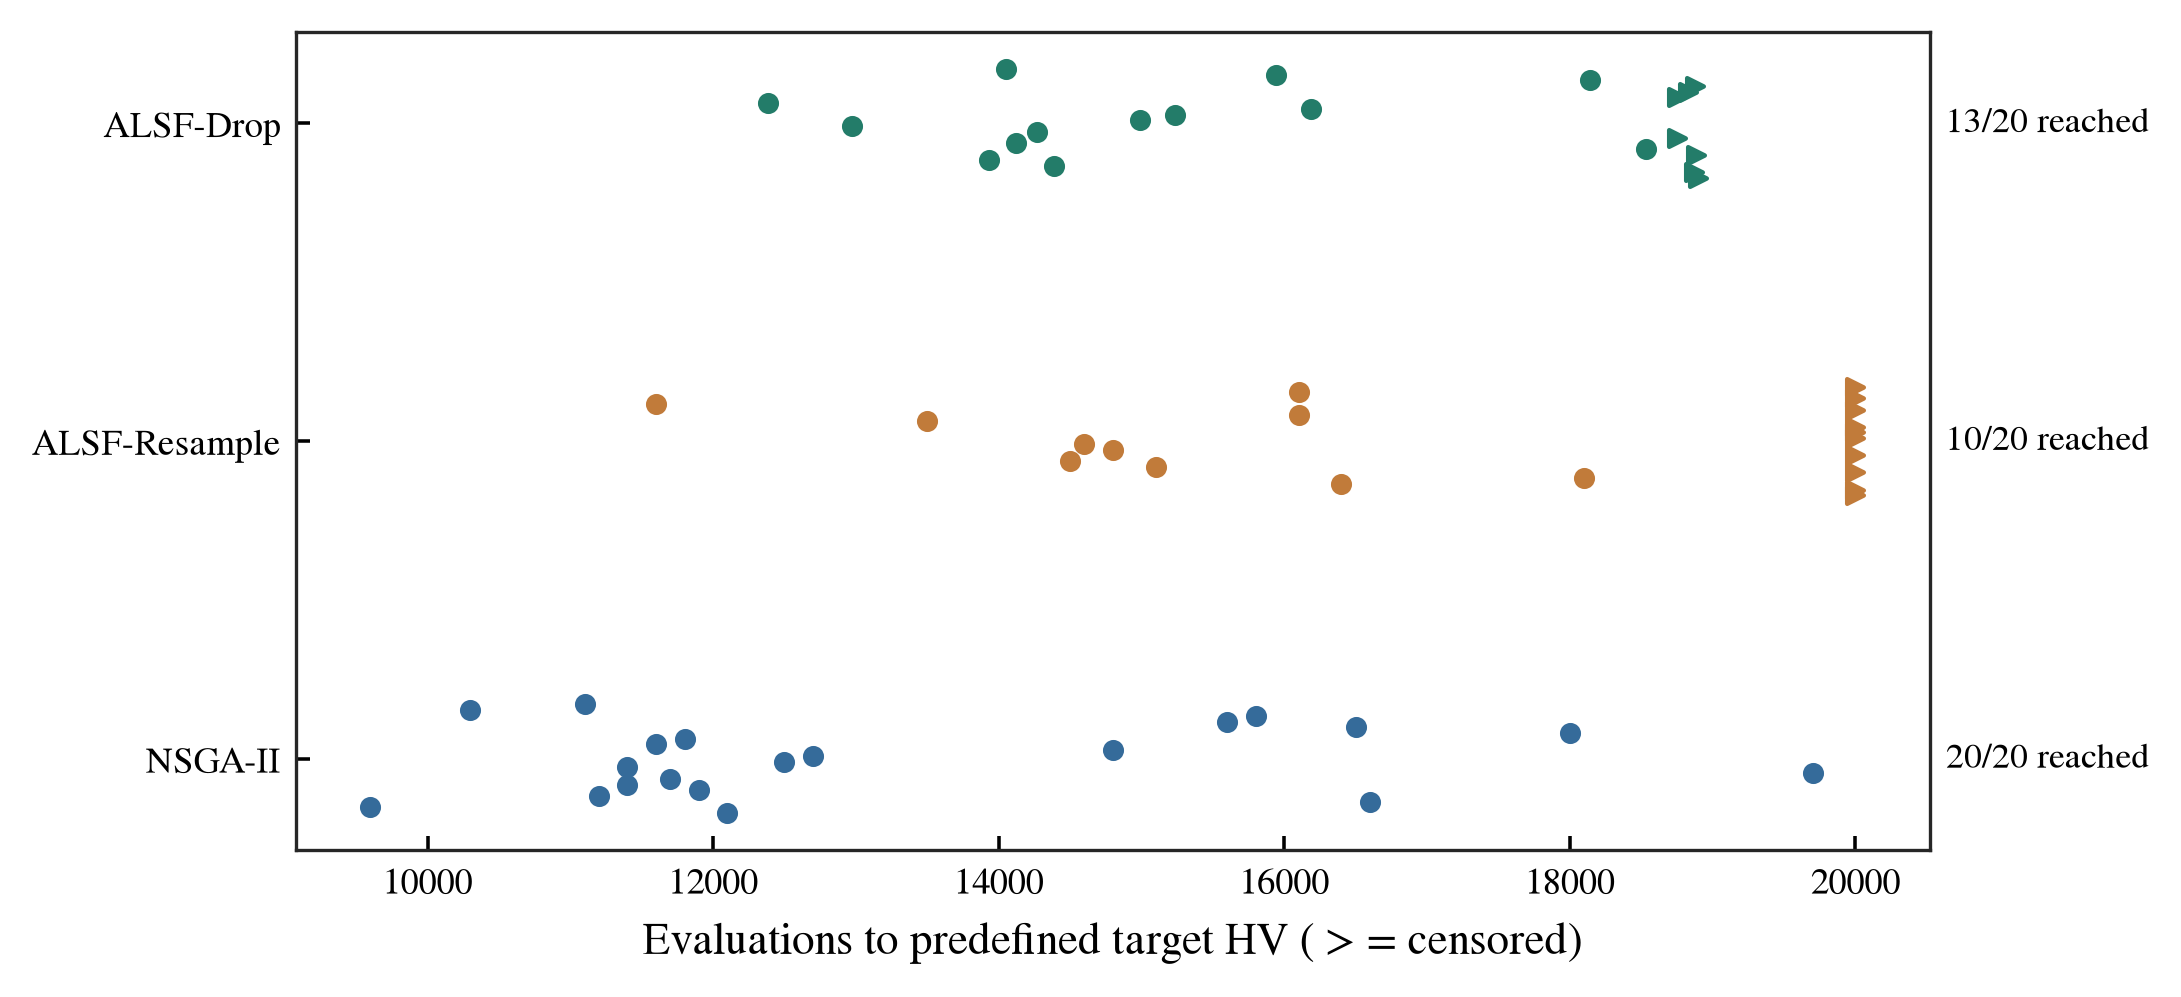 ALSF-Drop
13/20 reached
ALSF-Resample
10/20 reached
NSGA-II
20/20 reached
10000 12000 14000 16000 18000 20000
Evaluations to predefined target HV ( > = censored)